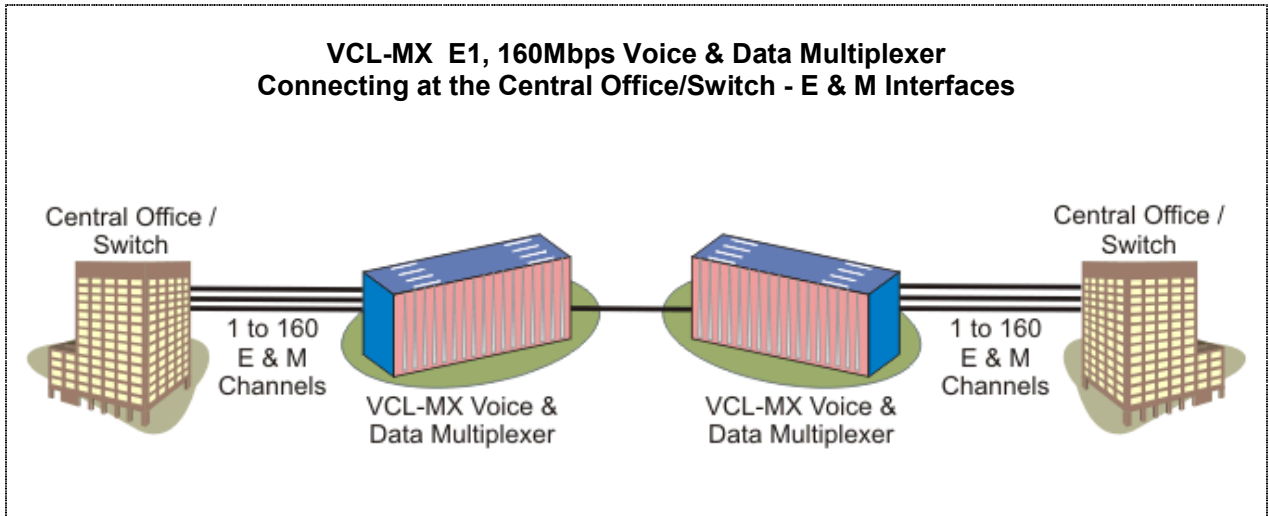 VCL-MX E1, 160Mbps Voice & Data Multiplexer
Connecting at the Central Office/Switch - E & M Interfaces
Central Office /
Switch
1 to 160
E & M
Channels
VCL-MX Voice &
Data Multiplexer
VCL-MX Voice &
Data Multiplexer
1 to 160
E & M
Channels
Central Office /
Switch